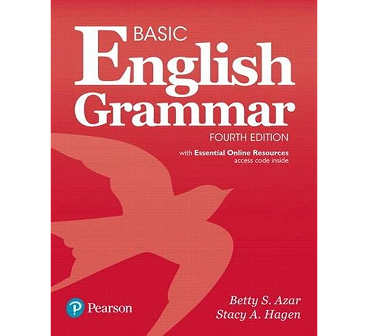 BASIC
English
Grammar
FOURTH EDITION
with Essential Online Resources
access code inside
Betty S. Azar
Stacy A. Hagen
Pearson